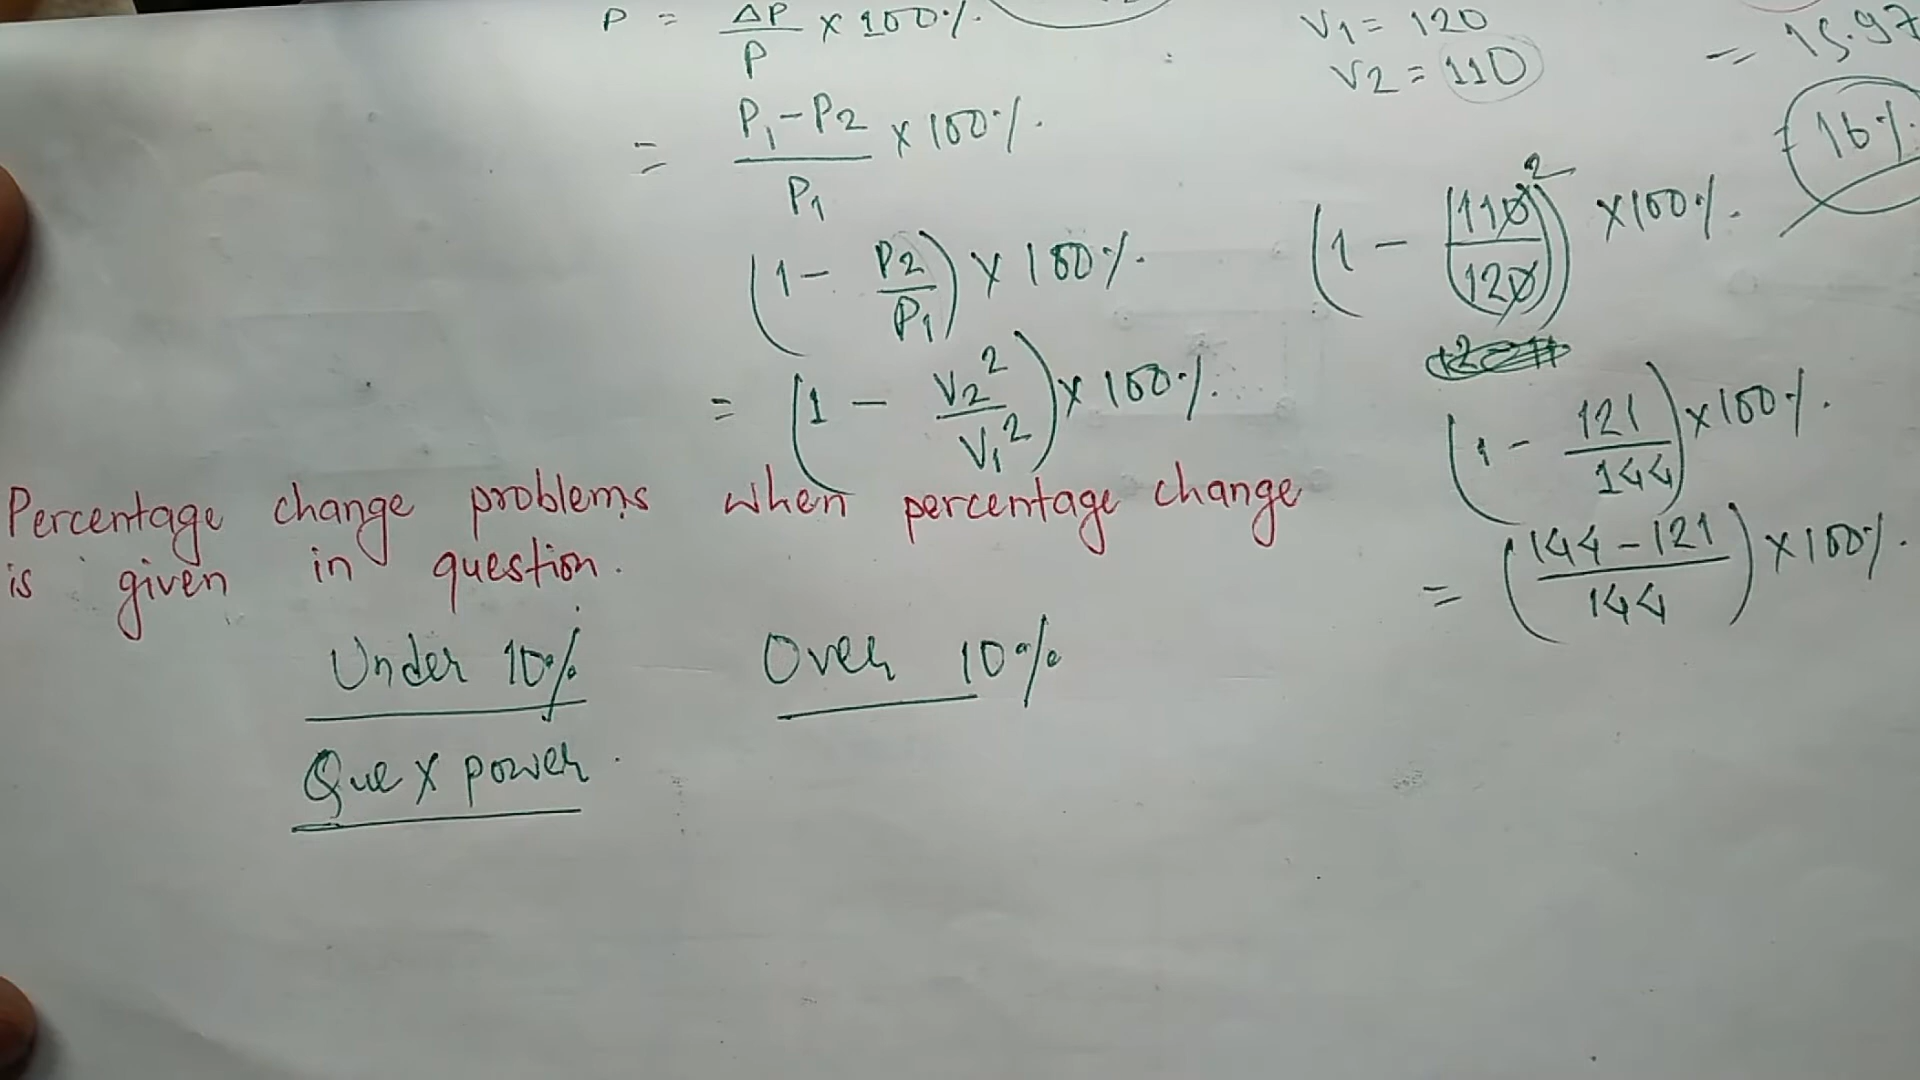 P = ΔP/P × 100%.
= P₁-P2/P₁ × 100%.
(1 - P2/P₁) × 100%.
= (1 - V2²/V₁²) × 100%.
V1 = 120
V2 = 110
= 15.97
16%
(1 - (110/120)²) × 100%.
(1 - 121/144) × 100%.
= (144-121/144) × 100%.
Percentage change problems when percentage change
is given in question.
Under 10% Over 10%
Que X power.